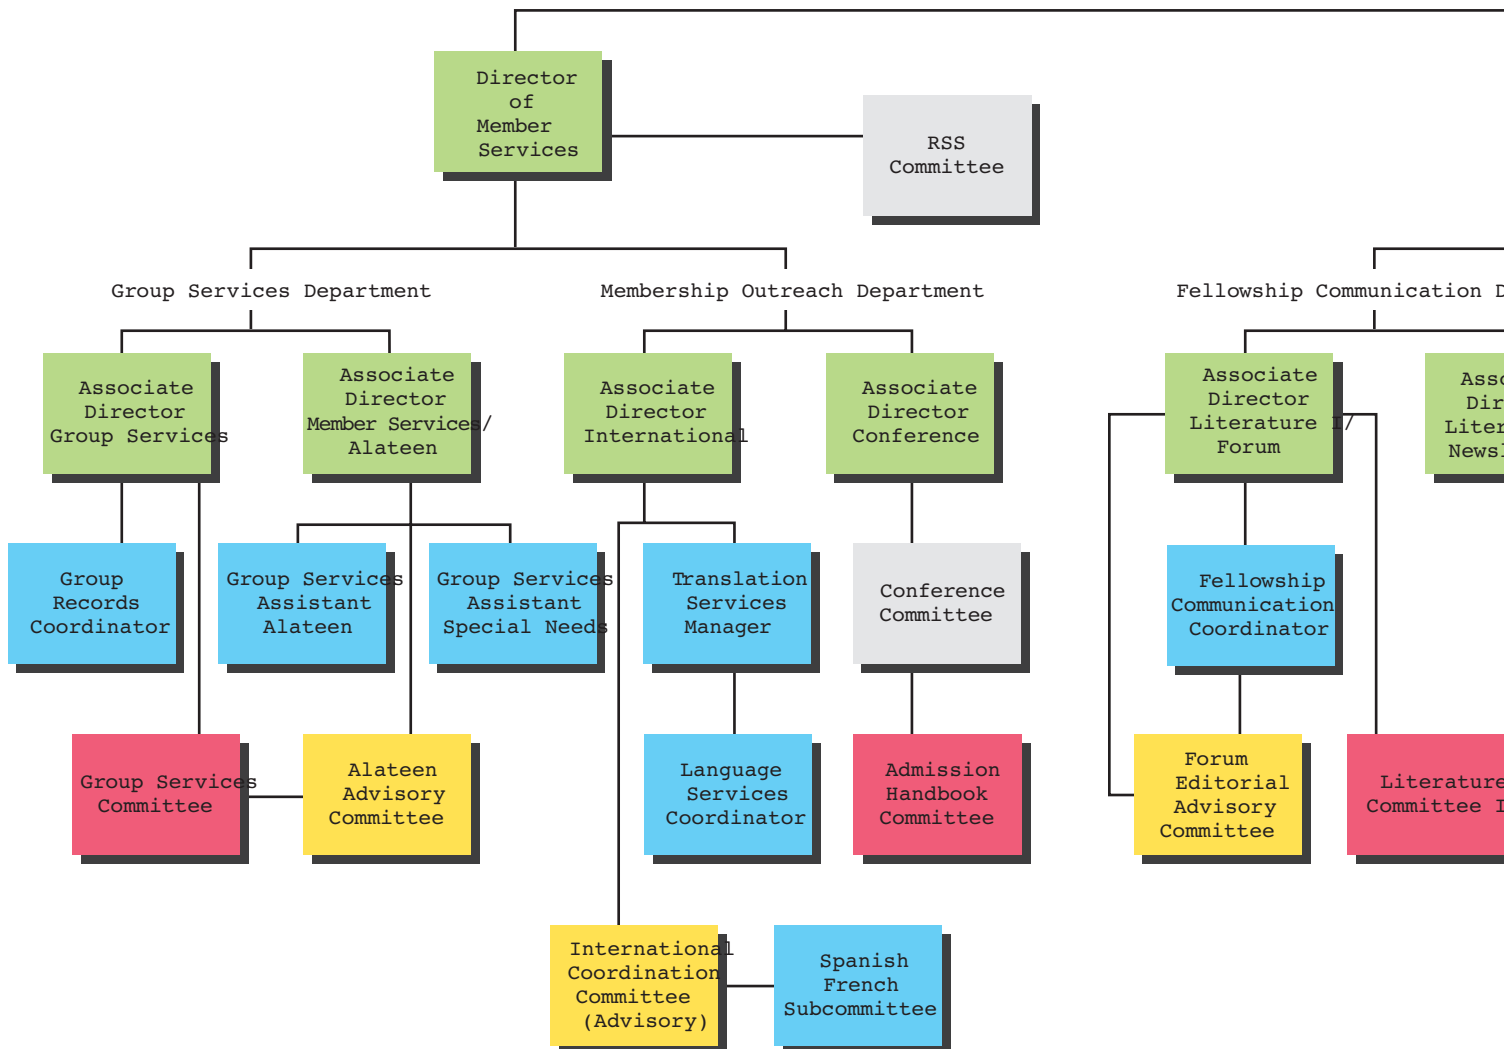 Director
of
Member
Services
RSS
Committee
Group Services Department
Membership Outreach Department
Fellowship Communication D
Associate
Director
Group Services
Associate
Director
Member Services/
Alateen
Associate
Director
International
Associate
Director
Conference
Associate
Director
Literature I/
Forum
Asso
Dir
Liter
Newsl
Group
Records
Coordinator
Group Services
Assistant
Alateen
Group Services
Assistant
Special Needs
Translation
Services
Manager
Conference
Committee
Fellowship
Communication
Coordinator
Group Services
Committee
Alateen
Advisory
Committee
Language
Services
Coordinator
Admission
Handbook
Committee
Forum
Editorial
Advisory
Committee
Literature
Committee I
International
Coordination
Committee
(Advisory)
Spanish
French
Subcommittee